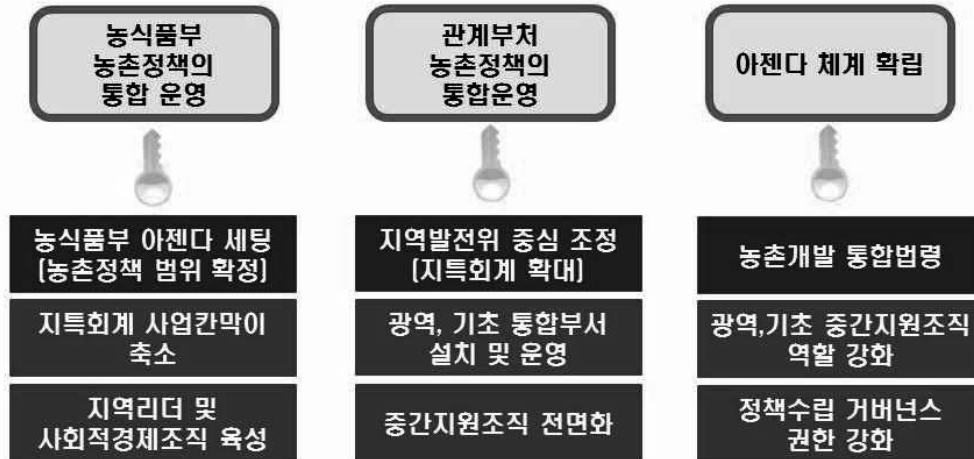 농식품부
농촌정책의
통합 운영
관계부처
농촌정책의
통합운영
아젠다 체계 확립
농식품부 아젠다 세팅
(농촌정책 범위 확정)
지특회계 사업칸막이
축소
지역리더 및
사회적경제조직 육성
지역발전위 중심 조정
(지특회계 확대)
광역, 기초 통합부서
설치 및 운영
중간지원조직 전면화
농촌개발 통합법령
광역,기초 중간지원조직
역할 강화
정책수립 거버넌스
권한 강화